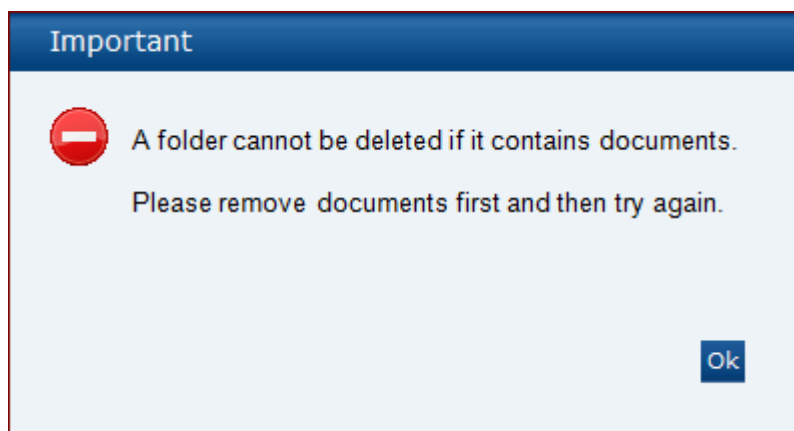 Important
A folder cannot be deleted if it contains documents.
Please remove documents first and then try again.
Ok